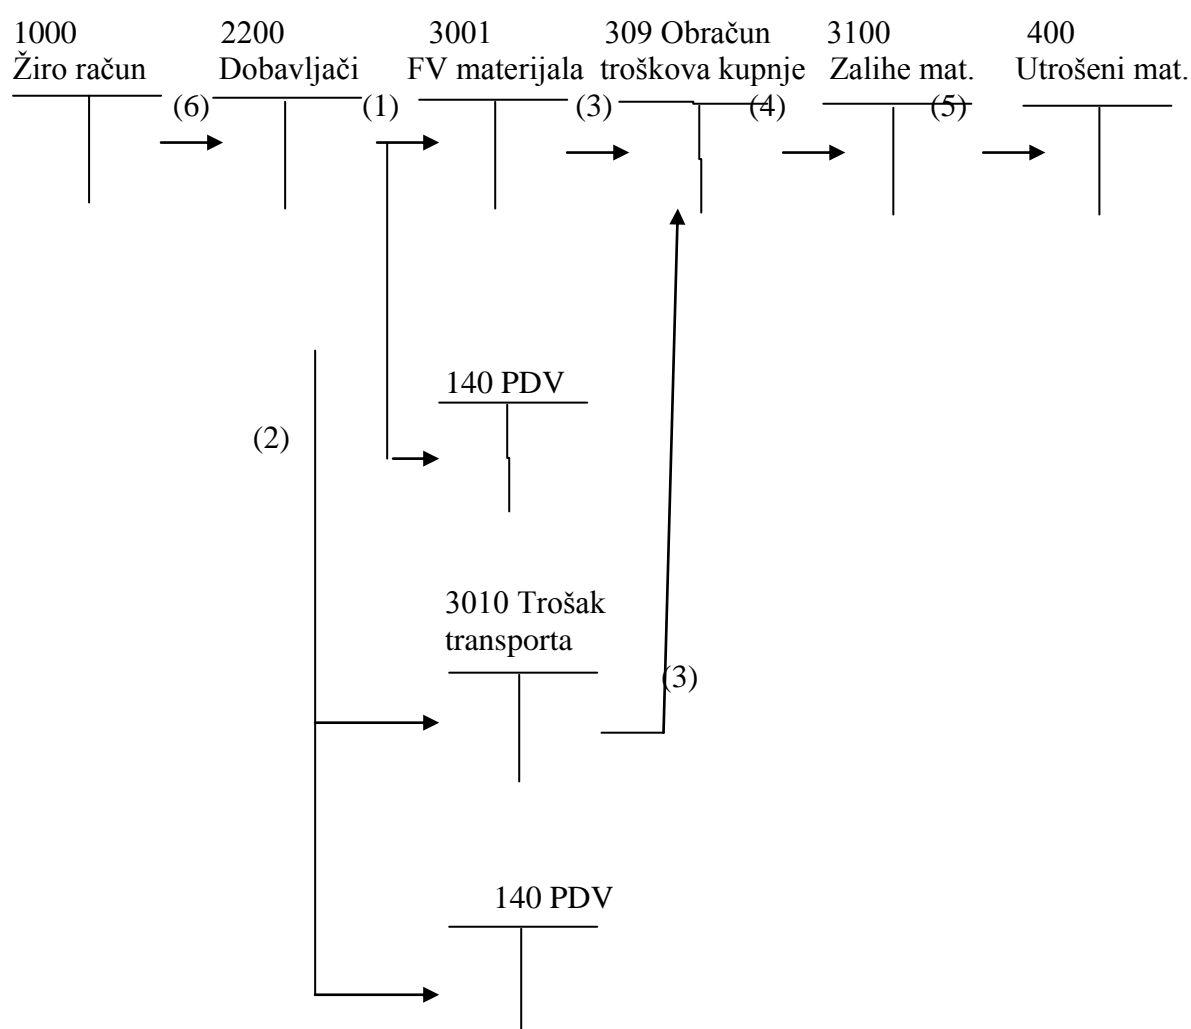 1000 2200 3001 309 Obračun 3100 400
Žiro račun Dobavljači FV materijala troškova kupnje Zalihe mat. Utrošeni mat.
(6) (1) (3) (4) (5)
140 PDV
(2)
3010 Trošak
transporta
(3)
140 PDV